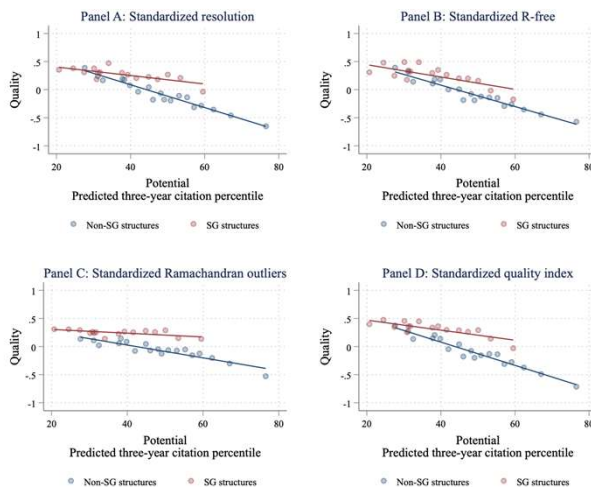 Panel A: Standardized resolution
1
.5
0
-.5
-1
Quality
20 40 60 80
Potential
Predicted three-year citation percentile
Non-SG structures SG structures
Panel B: Standardized R-free
1
.5
0
-.5
-1
Quality
20 40 60 80
Potential
Predicted three-year citation percentile
Non-SG structures SG structures
Panel C: Standardized Ramachandran outliers
1
.5
0
-.5
-1
Quality
20 40 60 80
Potential
Predicted three-year citation percentile
Non-SG structures SG structures
Panel D: Standardized quality index
1
.5
0
-.5
-1
Quality
20 40 60 80
Potential
Predicted three-year citation percentile
Non-SG structures SG structures